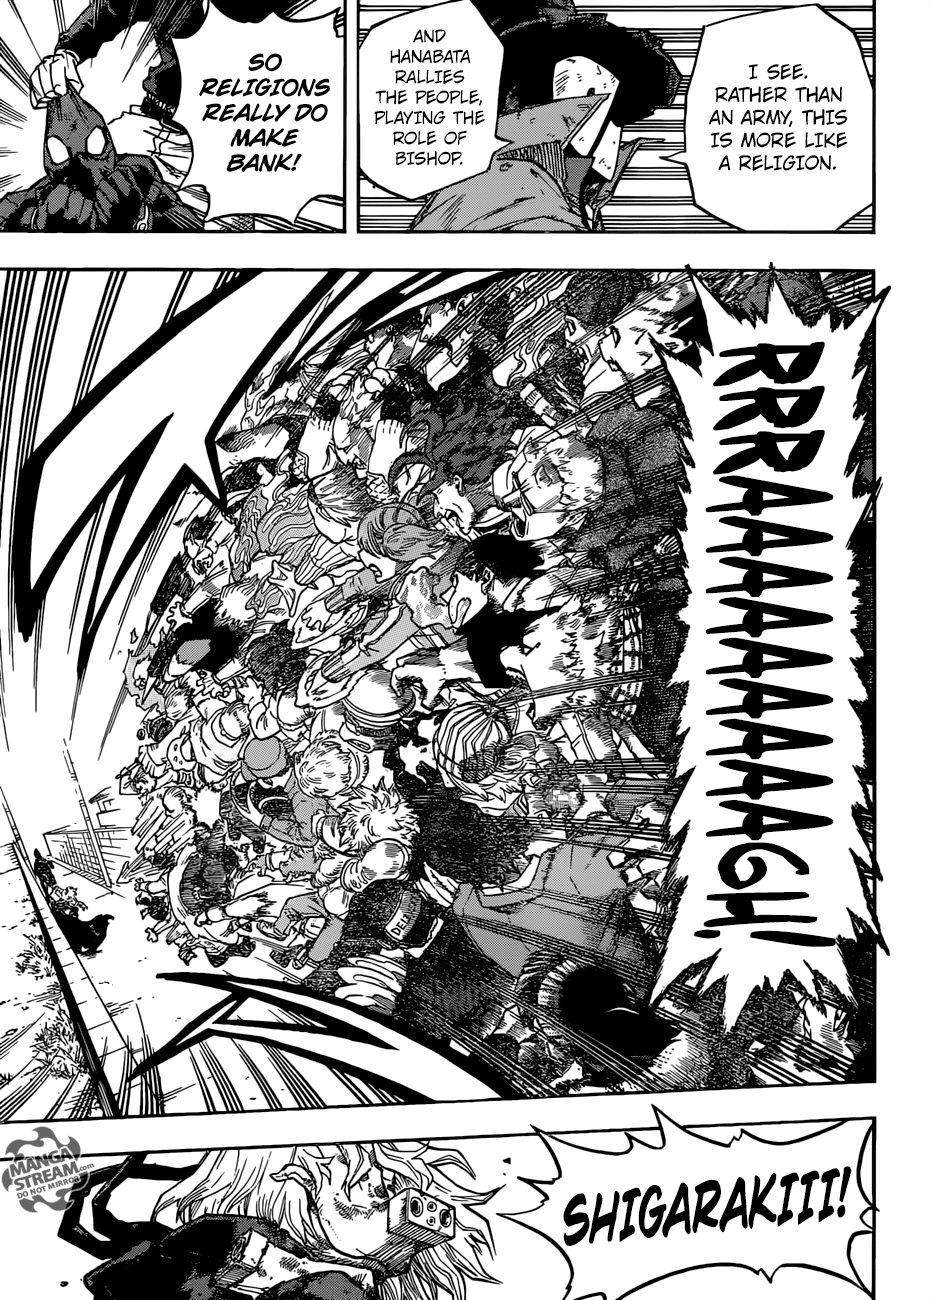 I SEE.
RATHER THAN
AN ARMY, THIS
IS MORE LIKE
A RELIGION.
AND
HANABATA
RALLIES
THE PEOPLE,
PLAYING THE
ROLE OF
BISHOP.
SO
RELIGIONS
REALLY DO
MAKE
BANK!
RRRAAAAAAAAGH!
SHIGARAKIII!
MANGA
STREAM.com
DO NOT MIRROR